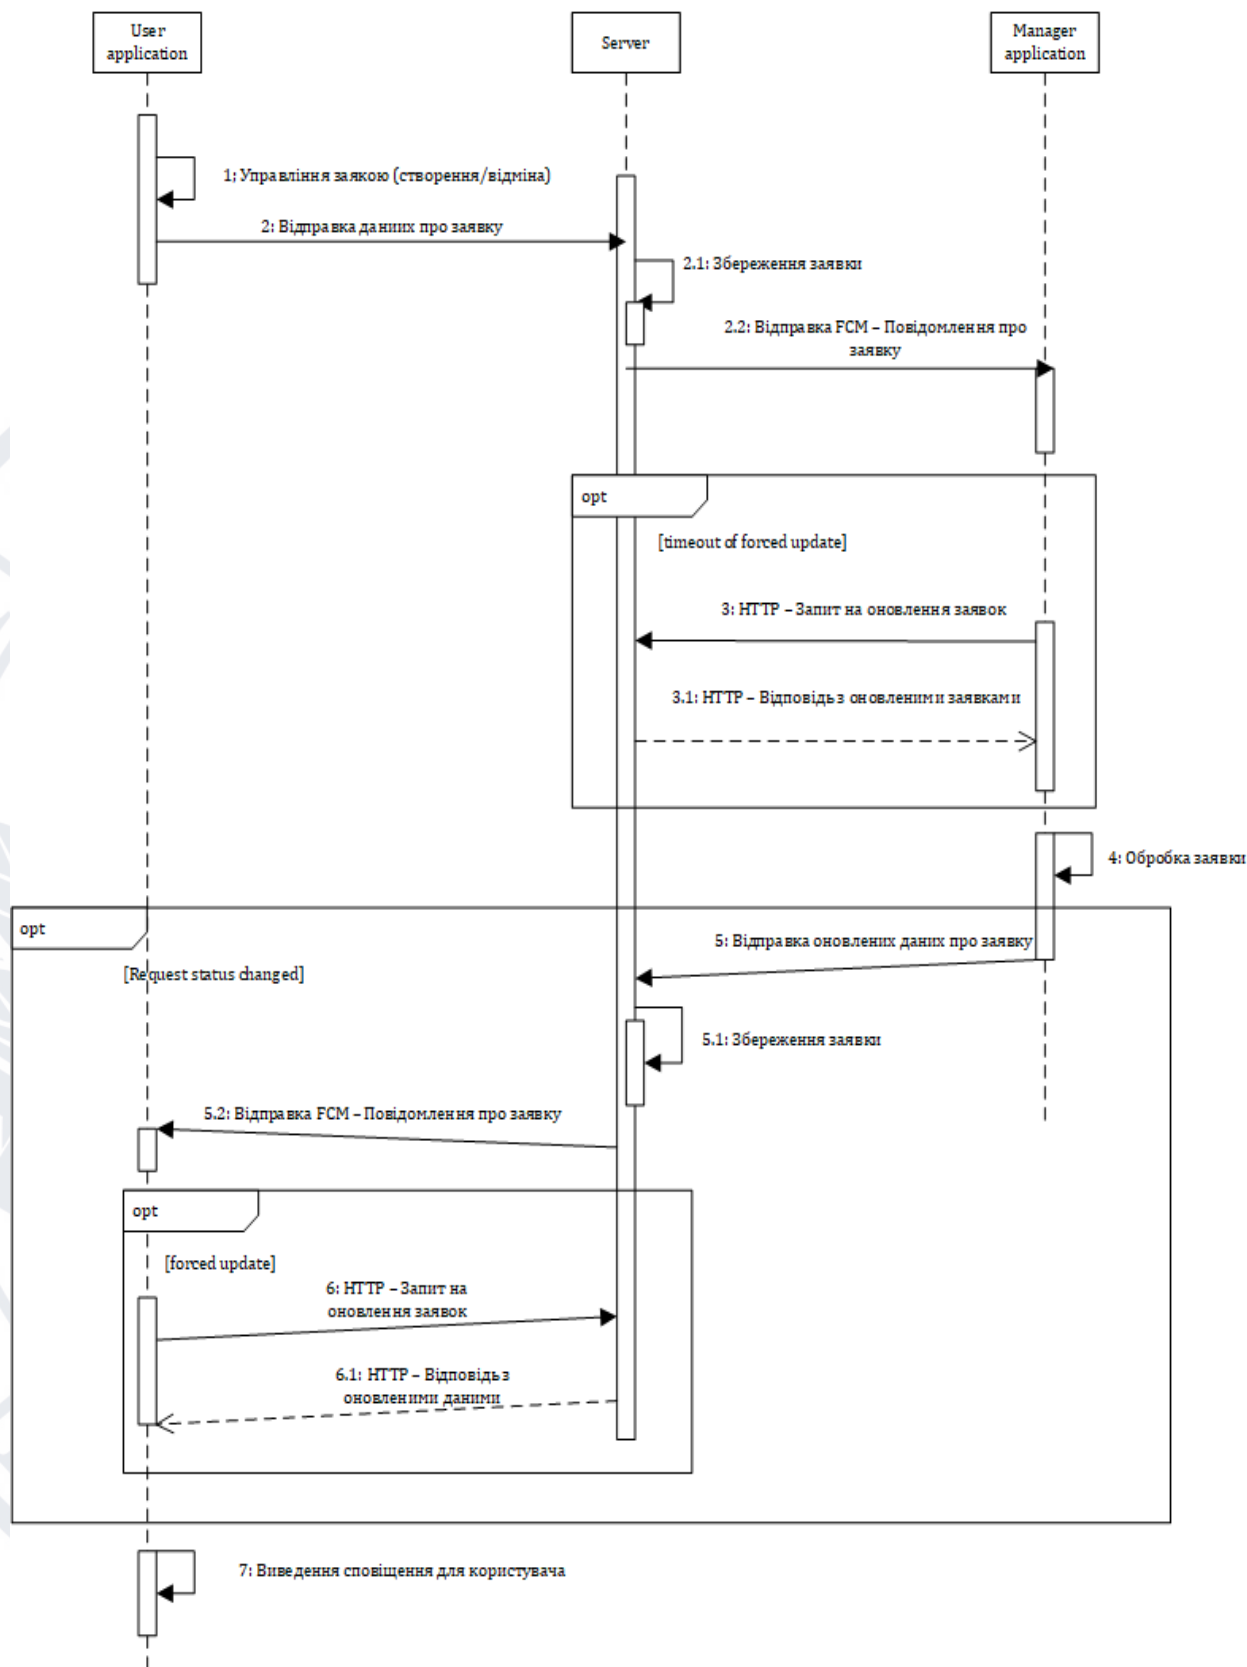 User
application
Server
Manager
application
1; Управління заякою (створення/відміна)
2: Відправка даниих про заявку
2.1: Збереження заявки
2.2: Відправка FCM – Повідомлення про
заявку
opt
[timeout of forced update]
3: HTTP – Запит на оновлення заявок
3.1: HTTP – Відповідь з оновленими заявками
4: Обробка заявки
opt
5: Відправка оновлених даних про заявку
[Request status changed]
5.1: Збереження заявки
5.2: Відправка FCM – Повідомлення про заявку
opt
[forced update]
6: HTTP – Запит на
оновлення заявок
6.1: HTTP – Відповідь з
оновленими даними
7: Виведення сповіщення для користувача